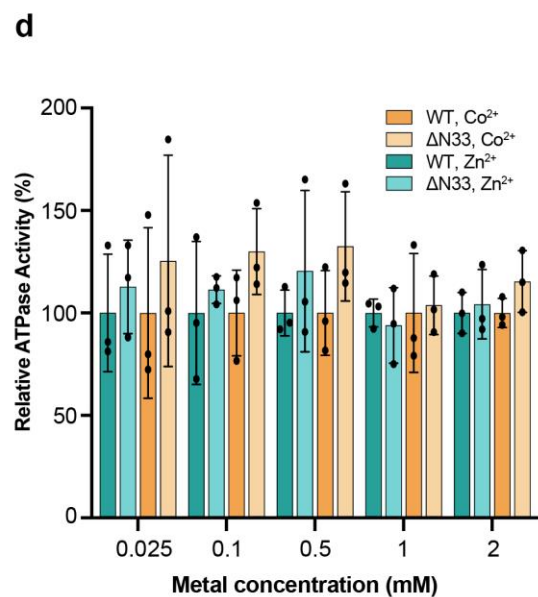 d
Relative ATPase Activity (%)
200
150
100
50
0
WT, Co²⁺
ΔN33, Co²⁺
WT, Zn²⁺
ΔN33, Zn²⁺
0.025 0.1 0.5 1 2
Metal concentration (mM)